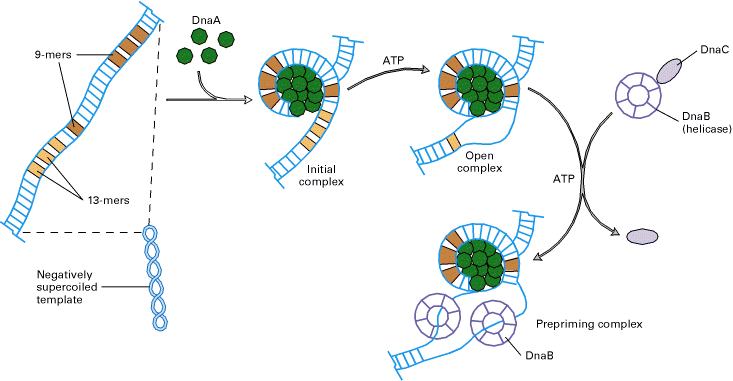 DnaA
9-mers
13-mers
Negatively
supercoiled
template
Initial
complex
ATP
Open
complex
DnaC
DnaB
(helicase)
ATP
Prepriming complex
DnaB